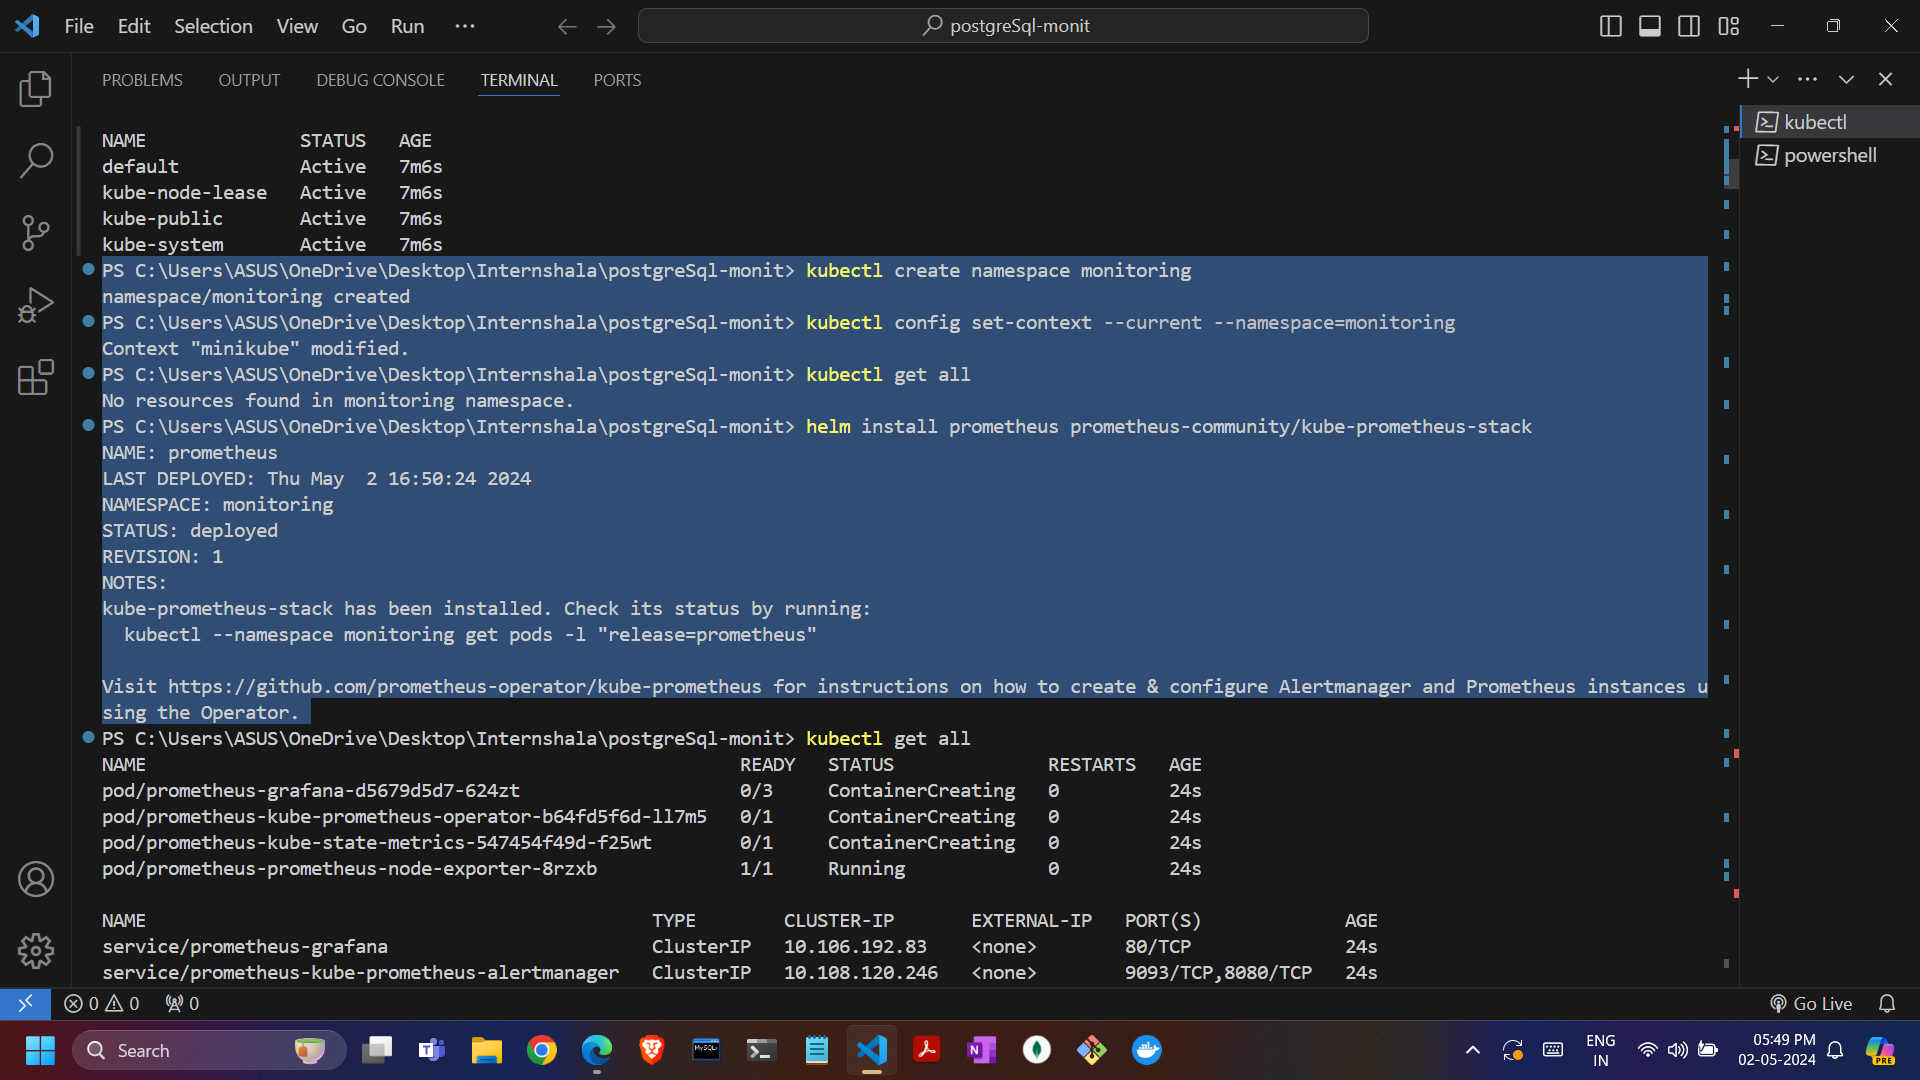 File Edit Selection View Go Run ··· postgreSql-monit
PROBLEMS OUTPUT DEBUG CONSOLE TERMINAL PORTS
kubectl
powershell
NAME STATUS AGE
default Active 7m6s
kube-node-lease Active 7m6s
kube-public Active 7m6s
kube-system Active 7m6s
PS C:\Users\ASUS\OneDrive\Desktop\Internshala\postgreSql-monit> kubectl create namespace monitoring
namespace/monitoring created
PS C:\Users\ASUS\OneDrive\Desktop\Internshala\postgreSql-monit> kubectl config set-context --current --namespace=monitoring
Context "minikube" modified.
PS C:\Users\ASUS\OneDrive\Desktop\Internshala\postgreSql-monit> kubectl get all
No resources found in monitoring namespace.
PS C:\Users\ASUS\OneDrive\Desktop\Internshala\postgreSql-monit> helm install prometheus prometheus-community/kube-prometheus-stack
NAME: prometheus
LAST DEPLOYED: Thu May  2 16:50:24 2024
NAMESPACE: monitoring
STATUS: deployed
REVISION: 1
NOTES:
kube-prometheus-stack has been installed. Check its status by running:
  kubectl --namespace monitoring get pods -l "release=prometheus"
Visit https://github.com/prometheus-operator/kube-prometheus for instructions on how to create & configure Alertmanager and Prometheus instances u
sing the Operator.
PS C:\Users\ASUS\OneDrive\Desktop\Internshala\postgreSql-monit> kubectl get all
NAME READY STATUS RESTARTS AGE
pod/prometheus-grafana-d5679d5d7-624zt 0/3 ContainerCreating 0 24s
pod/prometheus-kube-prometheus-operator-b64fd5f6d-ll7m5 0/1 ContainerCreating 0 24s
pod/prometheus-kube-state-metrics-547454f49d-f25wt 0/1 ContainerCreating 0 24s
pod/prometheus-prometheus-node-exporter-8rzxb 1/1 Running 0 24s
NAME TYPE CLUSTER-IP EXTERNAL-IP PORT(S) AGE
service/prometheus-grafana ClusterIP 10.106.192.83 <none> 80/TCP 24s
service/prometheus-kube-prometheus-alertmanager ClusterIP 10.108.120.246 <none> 9093/TCP,8080/TCP 24s
0 0 0 Go Live
Search MySQL ENG 05:49 PM
IN 02-05-2024 PRE